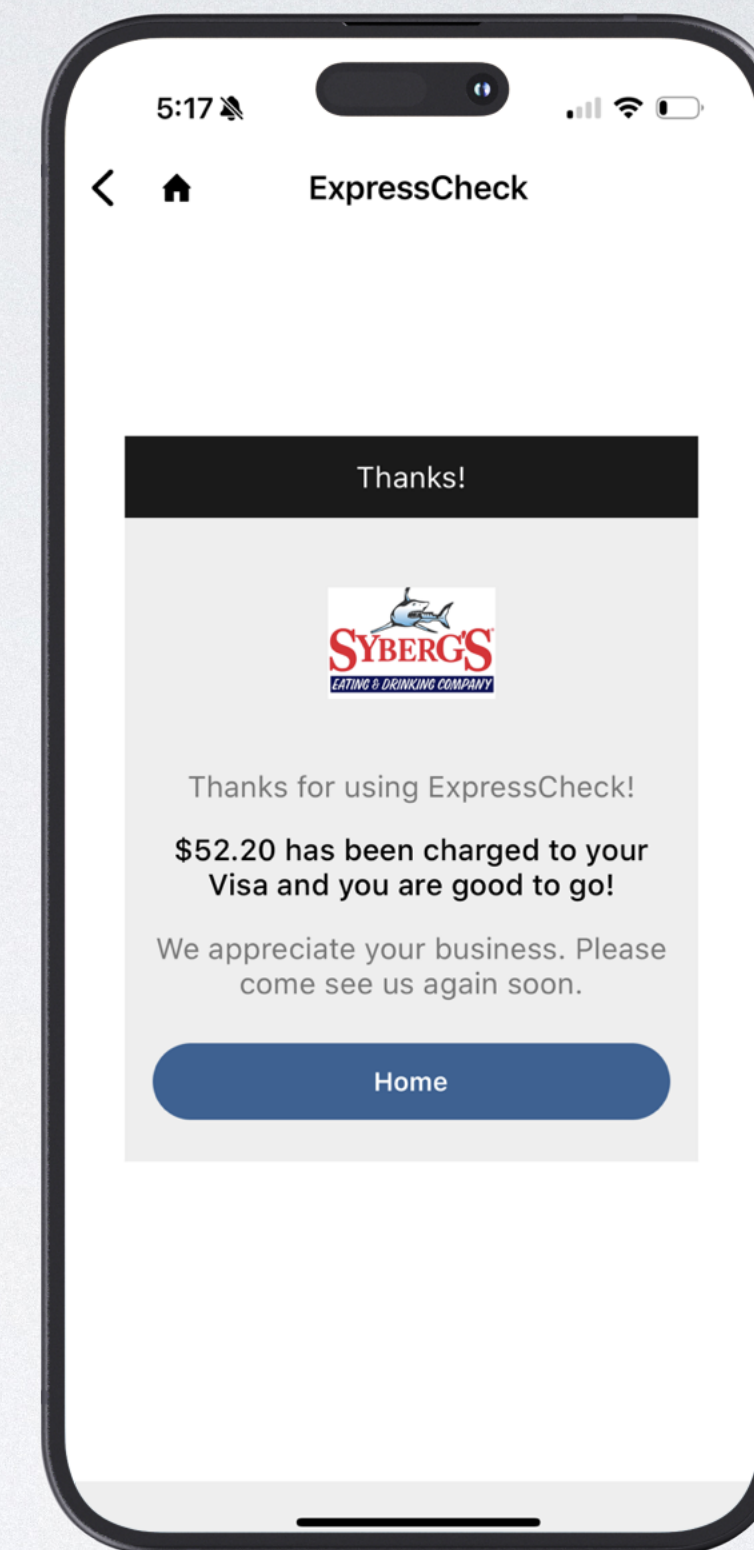 5:17
ExpressCheck
Thanks!
SYBERG'S
EATING & DRINKING COMPANY
Thanks for using ExpressCheck!
$52.20 has been charged to your
Visa and you are good to go!
We appreciate your business. Please
come see us again soon.
Home